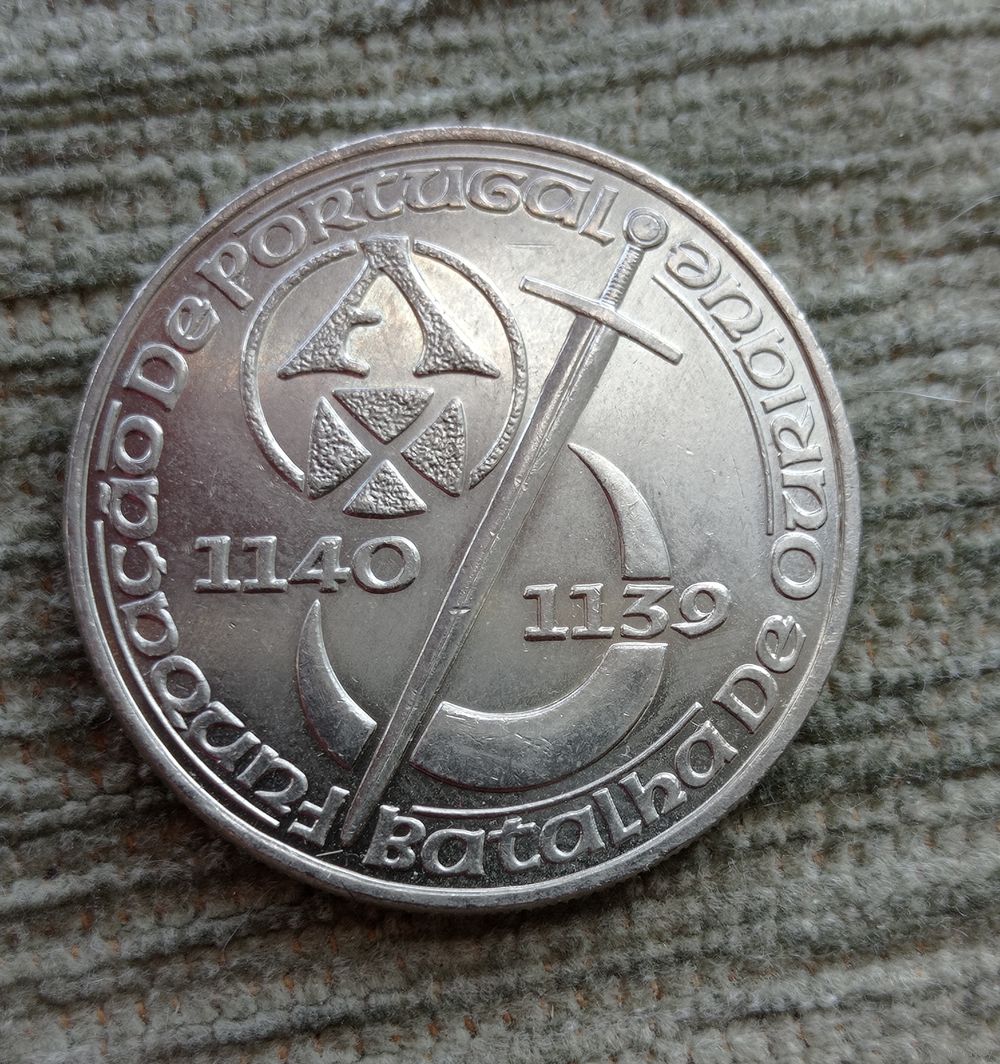 FUNDAÇÃO DE PORTUGAL
1140
1139
BATALHA DE OURIQUE